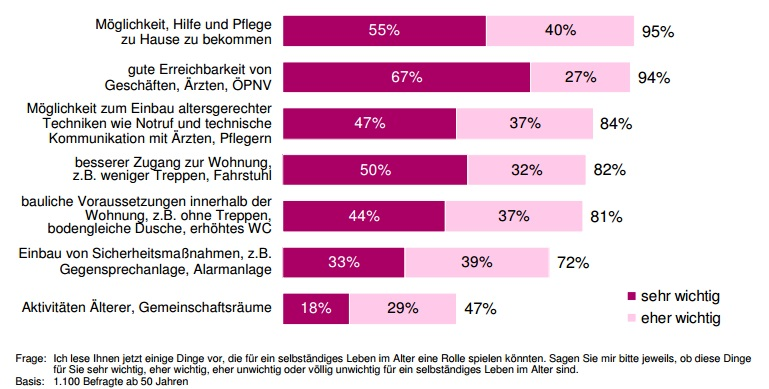 Möglichkeit, Hilfe und Pflege
zu Hause zu bekommen
55%
40%
95%
gute Erreichbarkeit von
Geschäften, Ärzten, ÖPNV
67%
27%
94%
Möglichkeit zum Einbau altersgerechter
Techniken wie Notruf und technische
Kommunikation mit Ärzten, Pflegern
47%
37%
84%
besserer Zugang zur Wohnung,
z.B. weniger Treppen, Fahrstuhl
50%
32%
82%
bauliche Voraussetzungen innerhalb der
Wohnung, z.B. ohne Treppen,
bodengleiche Dusche, erhöhtes WC
44%
37%
81%
Einbau von Sicherheitsmaßnahmen, z.B.
Gegensprechanlage, Alarmanlage
33%
39%
72%
Aktivitäten Älterer, Gemeinschaftsräume
18%
29%
47%
sehr wichtig
eher wichtig
Frage: Ich lese Ihnen jetzt einige Dinge vor, die für ein selbständiges Leben im Alter eine Rolle spielen könnten. Sagen Sie mir bitte jeweils, ob diese Dinge
für Sie sehr wichtig, eher wichtig, eher unwichtig oder völlig unwichtig für ein selbständiges Leben im Alter sind.
Basis: 1.100 Befragte ab 50 Jahren